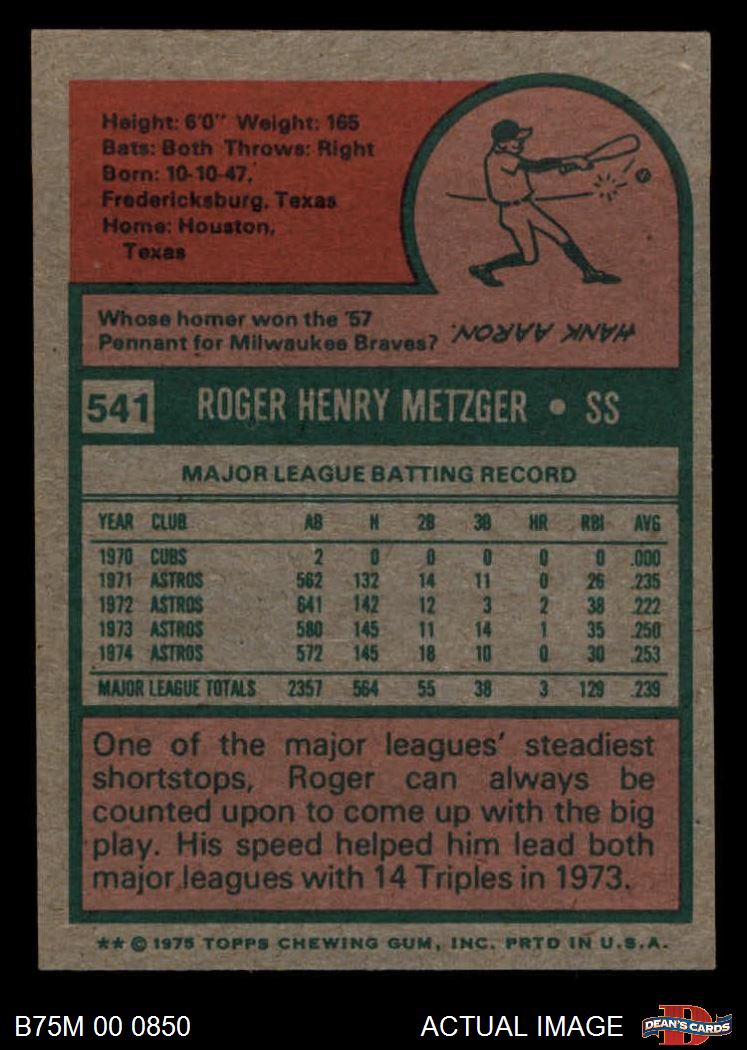 Height: 6'0" Weight: 165
Bats: Both Throws: Right
Born: 10-10-47,
Fredericksburg, Texas
Home: Houston,
Texas
Whose homer won the '57
Pennant for Milwaukee Braves?
HANK AARON.
541 ROGER HENRY METZGER • SS
MAJOR LEAGUE BATTING RECORD
YEAR CLUB AB H 2B 3B HR RBI AVG
1970 CUBS 2 0 0 0 0 0 .000
1971 ASTROS 562 132 14 11 0 26 .235
1972 ASTROS 641 142 12 3 2 38 .222
1973 ASTROS 580 145 11 14 1 35 .250
1974 ASTROS 572 145 18 10 0 30 .253
MAJOR LEAGUE TOTALS 2357 564 55 38 3 129 .239
One of the major leagues' steadiest
shortstops, Roger can always be
counted upon to come up with the big
play. His speed helped him lead both
major leagues with 14 Triples in 1973.
** © 1975 TOPPS CHEWING GUM, INC. PRTD IN U.S.A.
B75M 00 0850 ACTUAL IMAGE D DEAN'S CARDS